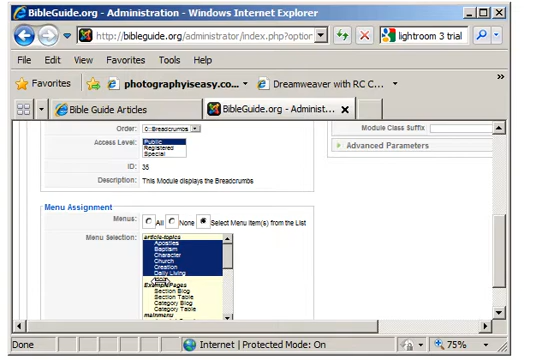 BibleGuide.org - Administration - Windows Internet Explorer
http://bibleguide.org/administrator/index.php?option
lightroom 3 trial
File Edit View Favorites Tools Help
Favorites photographyiseasy.co... Dreamweaver with RC C...
Bible Guide Articles BibleGuide.org - Administ...
Order: 0::Breadcrumbs
Module Class Suffix
Access Level: Public
Registered
Special
Advanced Parameters
ID: 35
Description: This Module displays the Breadcrumbs
Menu Assignment
Menus: All None Select Menu Item(s) from the List
Menu Selection: article-topics
Apostles
Baptism
Character
Church
Creation
Daily Living
ExamplePages
Section Blog
Section Table
Category Blog
Category Table
mainmenu
Done Internet | Protected Mode: On 75%